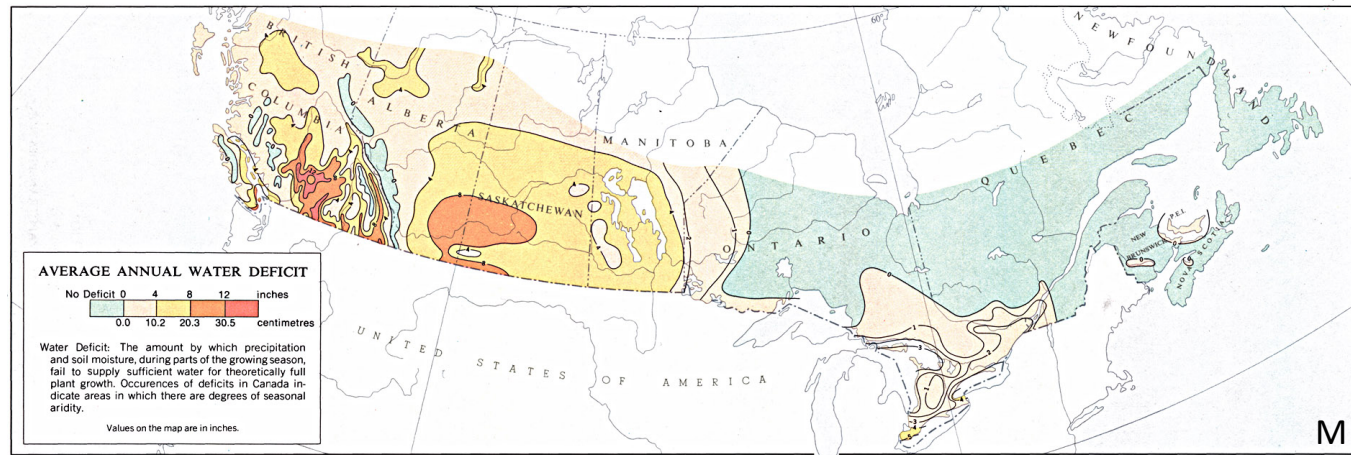 NEWFOUNDLAND
60°
BRITISH
COLUMBIA
ALBERTA
MANITOBA
SASKATCHEWAN
ONTARIO
QUEBEC
P.E.I.
NEW
BRUNSWICK
NOVA SCOTIA
UNITED STATES OF AMERICA
AVERAGE ANNUAL WATER DEFICIT
No Deficit 0 4 8 12 inches
0.0 10.2 20.3 30.5 centimetres
Water Deficit: The amount by which precipitation
and soil moisture, during parts of the growing season,
fail to supply sufficient water for theoretically full
plant growth. Occurences of deficits in Canada in-
dicate areas in which there are degrees of seasonal
aridity.
Values on the map are in inches.
M